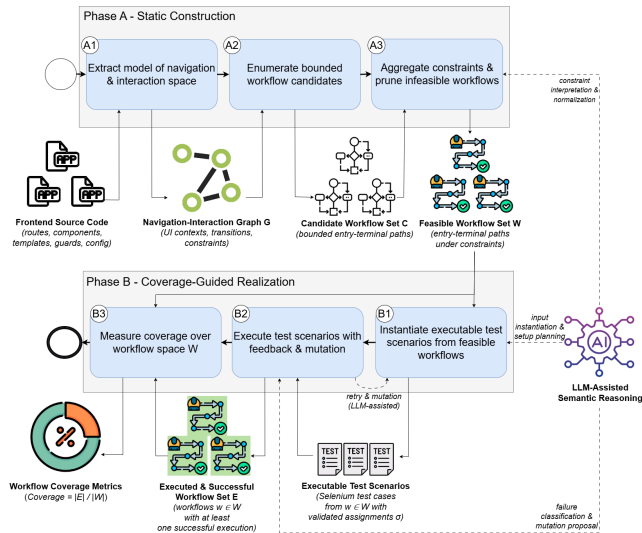 Phase A - Static Construction
A1
Extract model of navigation
& interaction space
A2
Enumerate bounded
workflow candidates
A3
Aggregate constraints &
prune infeasible workflows
constraint
interpretation &
normalization
APP
APP
APP
Frontend Source Code
(routes, components,
templates, guards, config)
Navigation-Interaction Graph G
(UI contexts, transitions,
constraints)
Candidate Workflow Set C
(bounded entry-terminal paths)
Feasible Workflow Set W
(entry-terminal paths
under constraints)
Phase B - Coverage-Guided Realization
B3
Measure coverage over
workflow space W
B2
Execute test scenarios with
feedback & mutation
B1
Instantiate executable test
scenarios from feasible
workflows
retry & mutation
(LLM-assisted)
input
instantiation &
setup planning
AI
LLM-Assisted
Semantic Reasoning
%
Workflow Coverage Metrics
(Coverage = |E| / |W|)
Executed & Successful
Workflow Set E
(workflows w ∈ W
with at least
one successful execution)
TEST
TEST
TEST
Executable Test Scenarios
(Selenium test cases
from w ∈ W with
validated assignments σ)
failure
classification &
mutation proposal